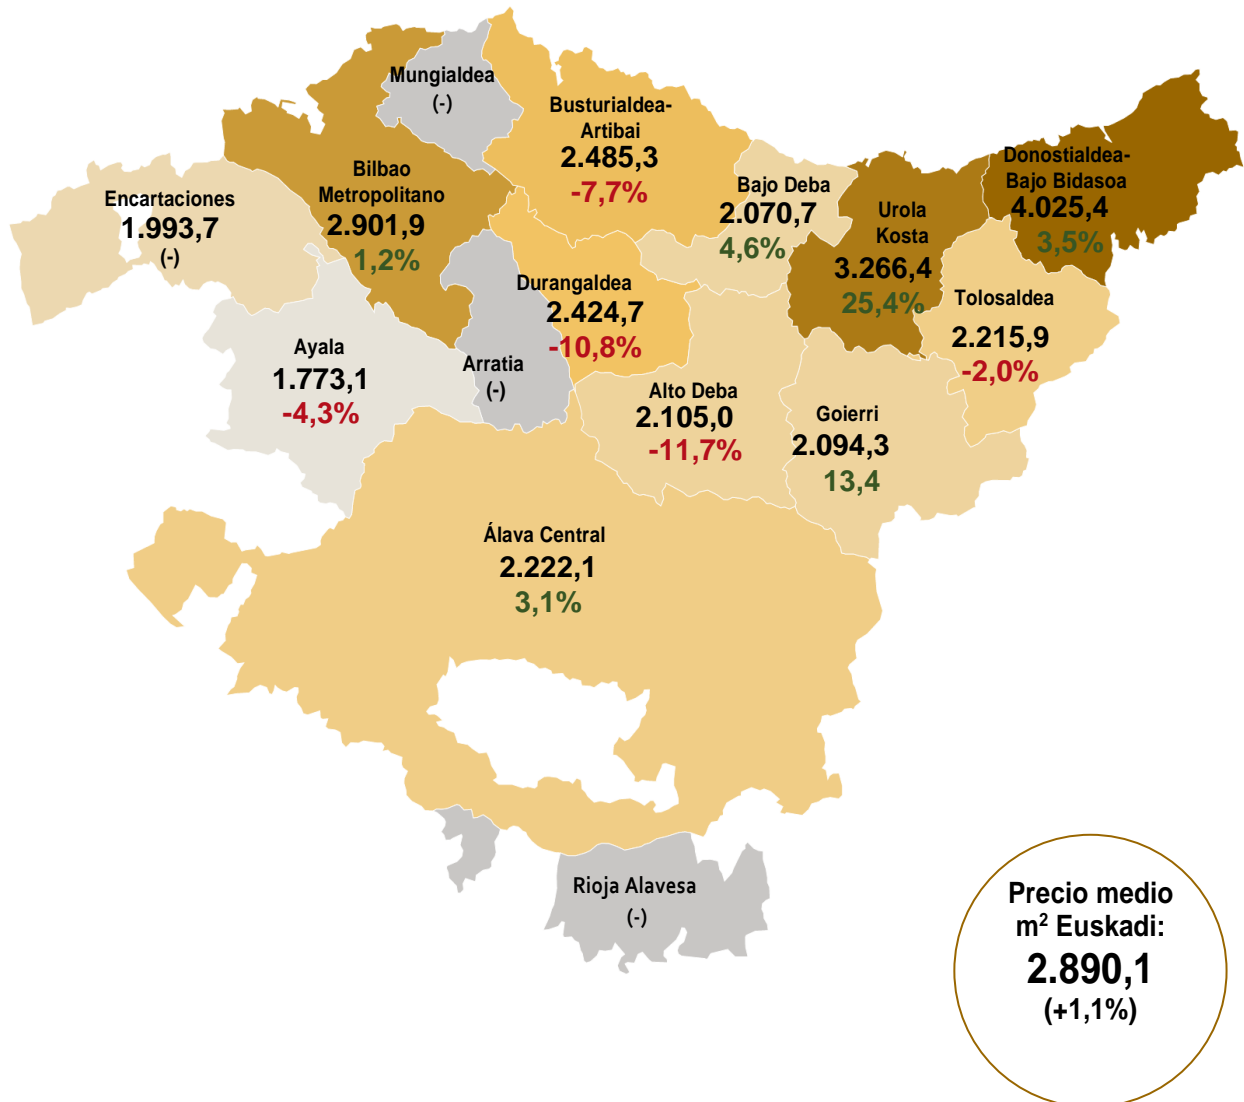 Mungialdea
(-)
Busturialdea-
Artibai
2.485,3
-7,7%
Bilbao
Metropolitano
2.901,9
1,2%
Encartaciones
1.993,7
(-)
Bajo Deba
2.070,7
4,6%
Urola
Kosta
3.266,4
25,4%
Donostialdea-
Bajo Bidasoa
4.025,4
3,5%
Durangaldea
2.424,7
-10,8%
Tolosaldea
2.215,9
-2,0%
Ayala
1.773,1
-4,3%
Arratia
(-)
Alto Deba
2.105,0
-11,7%
Goierri
2.094,3
13,4
Álava Central
2.222,1
3,1%
Rioja Alavesa
(-)
Precio medio
m² Euskadi:
2.890,1
(+1,1%)